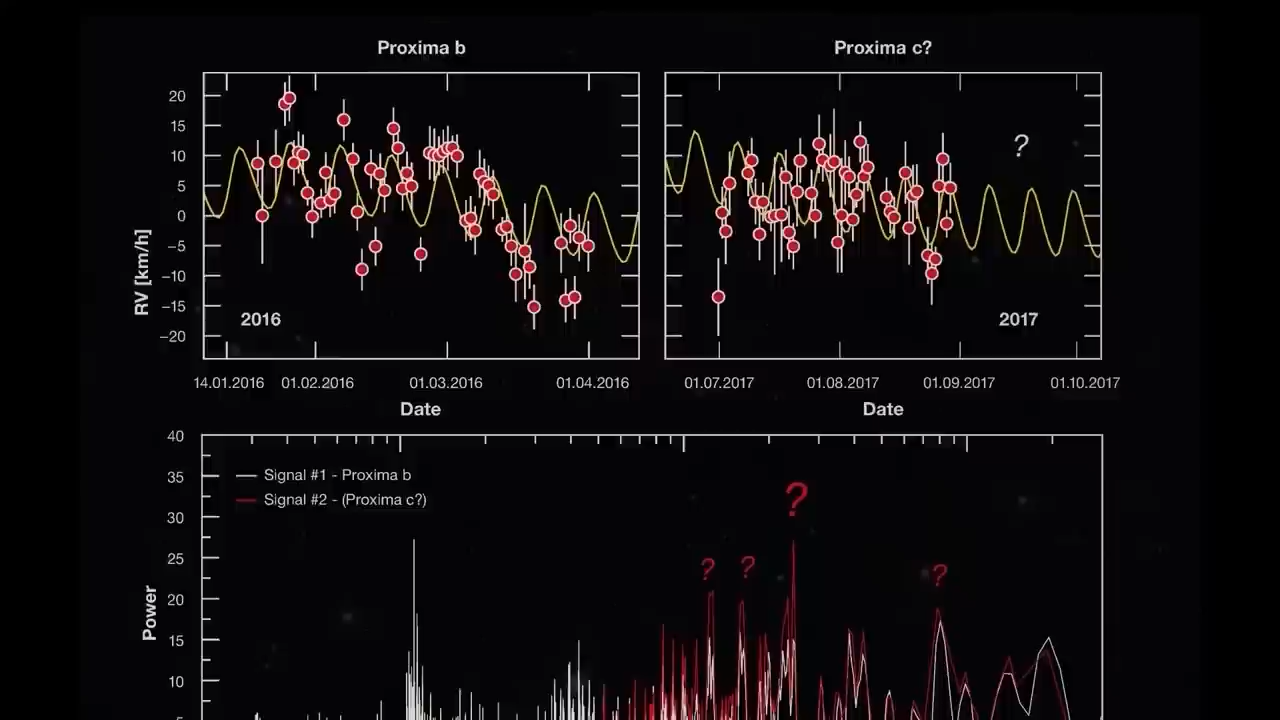 Proxima b
Proxima c?
20
15
10
5
0
−5
−10
−15
−20
RV [km/h]
2016
?
2017
14.01.2016 01.02.2016 01.03.2016 01.04.2016
01.07.2017 01.08.2017 01.09.2017 01.10.2017
Date
Date
40
35
30
25
20
15
10
5
Power
Signal #1 - Proxima b
Signal #2 - (Proxima c?)
?
? ? ?